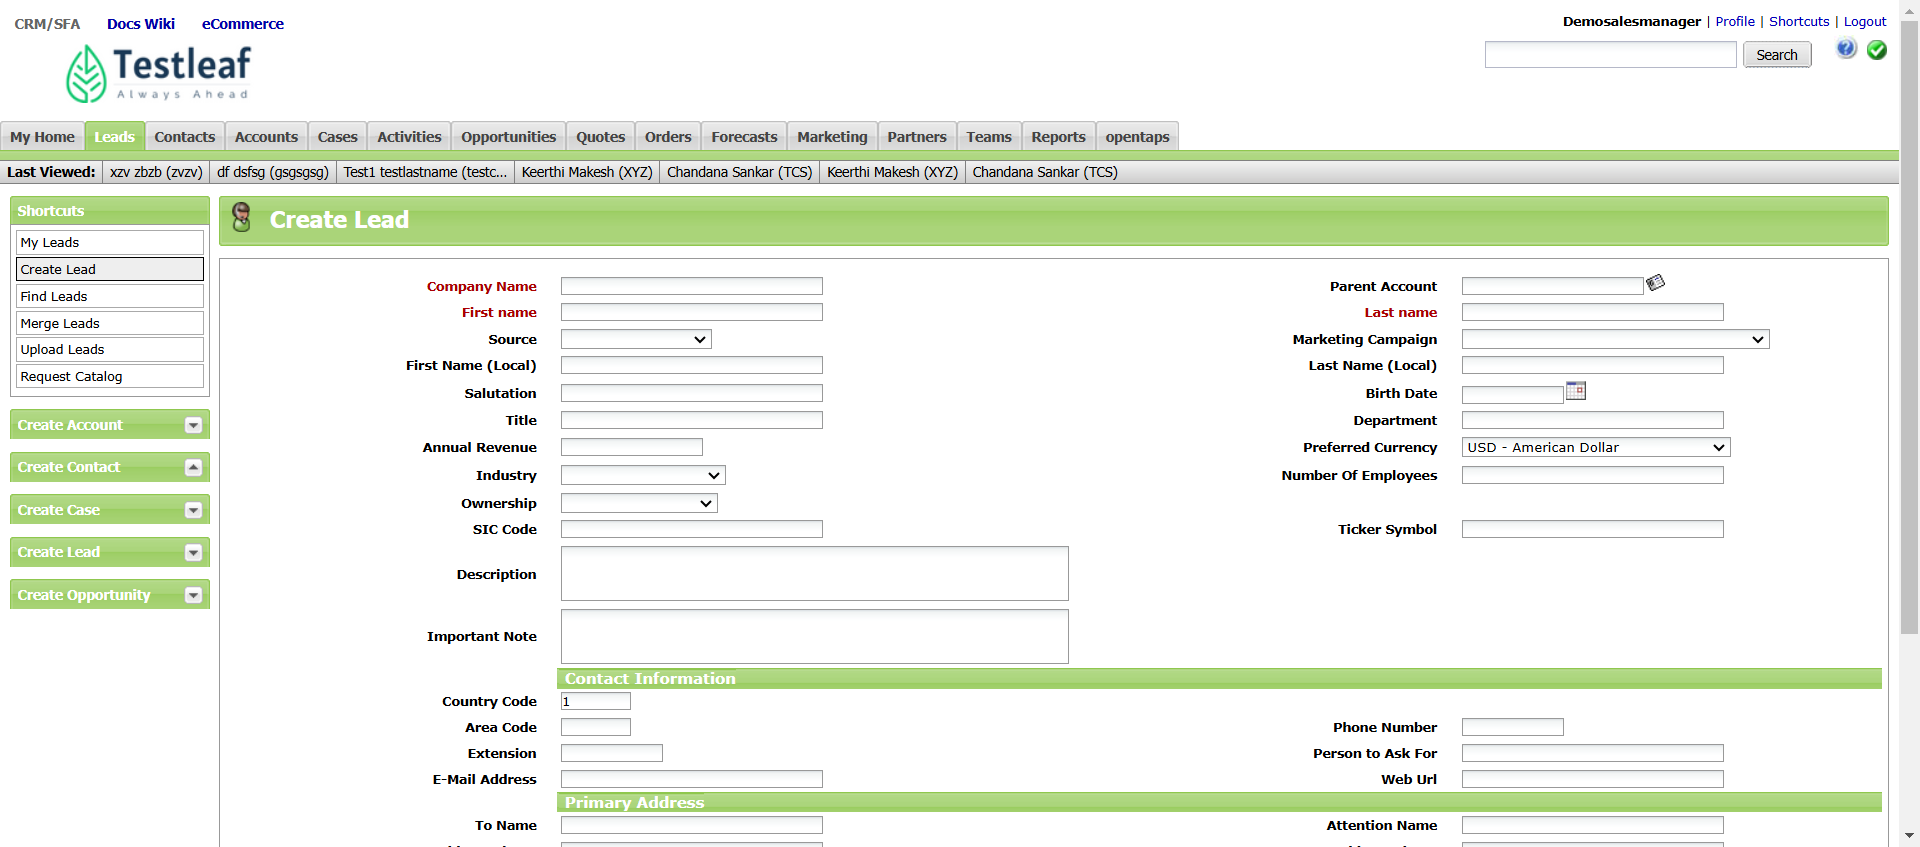 CRM/SFA Docs Wiki eCommerce
Demosalesmanager | Profile | Shortcuts | Logout
Testleaf
Always Ahead
Search
My Home Leads Contacts Accounts Cases Activities Opportunities Quotes Orders Forecasts Marketing Partners Teams Reports opentaps
Last Viewed: xzv zbzb (zvzv) df dsfsg (gsgsgsg) Test1 testlastname (testc... Keerthi Makesh (XYZ) Chandana Sankar (TCS) Keerthi Makesh (XYZ) Chandana Sankar (TCS)
Shortcuts
My Leads
Create Lead
Find Leads
Merge Leads
Upload Leads
Request Catalog
Create Account
Create Contact
Create Case
Create Lead
Create Opportunity
Create Lead
Company Name Parent Account
First name Last name
Source Marketing Campaign
First Name (Local) Last Name (Local)
Salutation Birth Date
Title Department
Annual Revenue Preferred Currency USD - American Dollar
Industry Number Of Employees
Ownership
SIC Code Ticker Symbol
Description
Important Note
Contact Information
Country Code 1
Area Code Phone Number
Extension Person to Ask For
E-Mail Address Web Url
Primary Address
To Name Attention Name